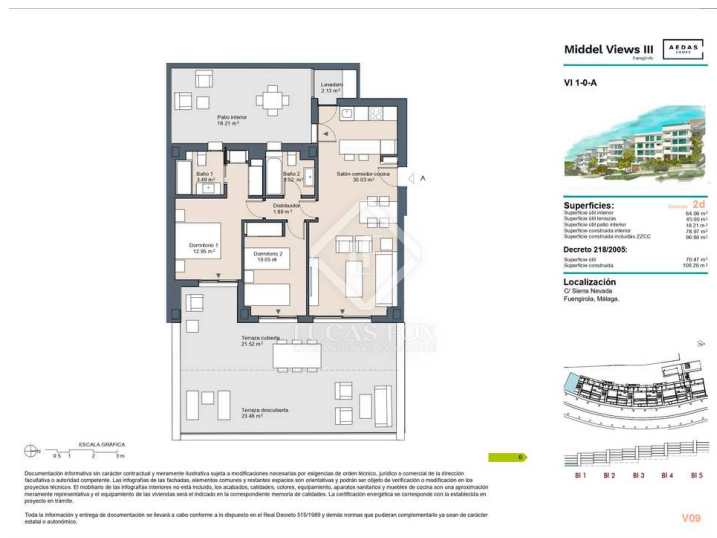 Middel Views III
Fuengirola
AEDAS
HOMES
VI 1-0-A
Lavadero
2.13 m²
Patio interior
18.21 m²
Baño 1
3.49 m²
Baño 2
Salón comedor cocina
30.03 m²
A
Distribuidor
1.89 m²
Dormitorio 1
12.95 m²
Dormitorio 2
LUCAS FOX
Terraza cubierta
21.52 m²
Terraza descubierta
23.48 m²
Superficies:
2d
Superficie útil interior 64.06 m²
Superficie útil terrazas 45.00 m²
Superficie útil patio interior 18.21 m²
Superficie construida interior 78.97 m²
Superficie construida incluidas ZZCC
Decreto 218/2005:
Superficie útil 70.47 m²
Superficie construida 106.26 m²
Localización
C/ Sierra Nevada
Fuengirola, Málaga.
ESCALA GRÁFICA
0.5 1 2 3m
B
BI 1 BI 2 BI 3 BI 4 BI 5
Documentación informativa sin carácter contractual y meramente ilustrativa sujeta a modificaciones necesarias por exigencias de orden técnico, jurídico o comercial de la dirección
facultativa o autoridad competente. Las infografías de las fachadas, elementos comunes y restantes espacios son orientativas y podrán ser objeto de verificación o modificación en los
proyectos técnicos. El mobiliario de las infografías interiores no está incluido, los acabados, calidades, colores, equipamiento, aparatos sanitarios y muebles de cocina son una aproximación
meramente representativa y el equipamiento de las viviendas será el indicado en la correspondiente memoria de calidades. La certificación energética se corresponde con la establecida en
proyecto en trámite.
Toda la información y entrega de documentación se llevará a cabo conforme a lo dispuesto en el Real Decreto 515/1989 y demás normas que pudieran complementarlo ya sean de carácter
estatal o autonómico.
V09